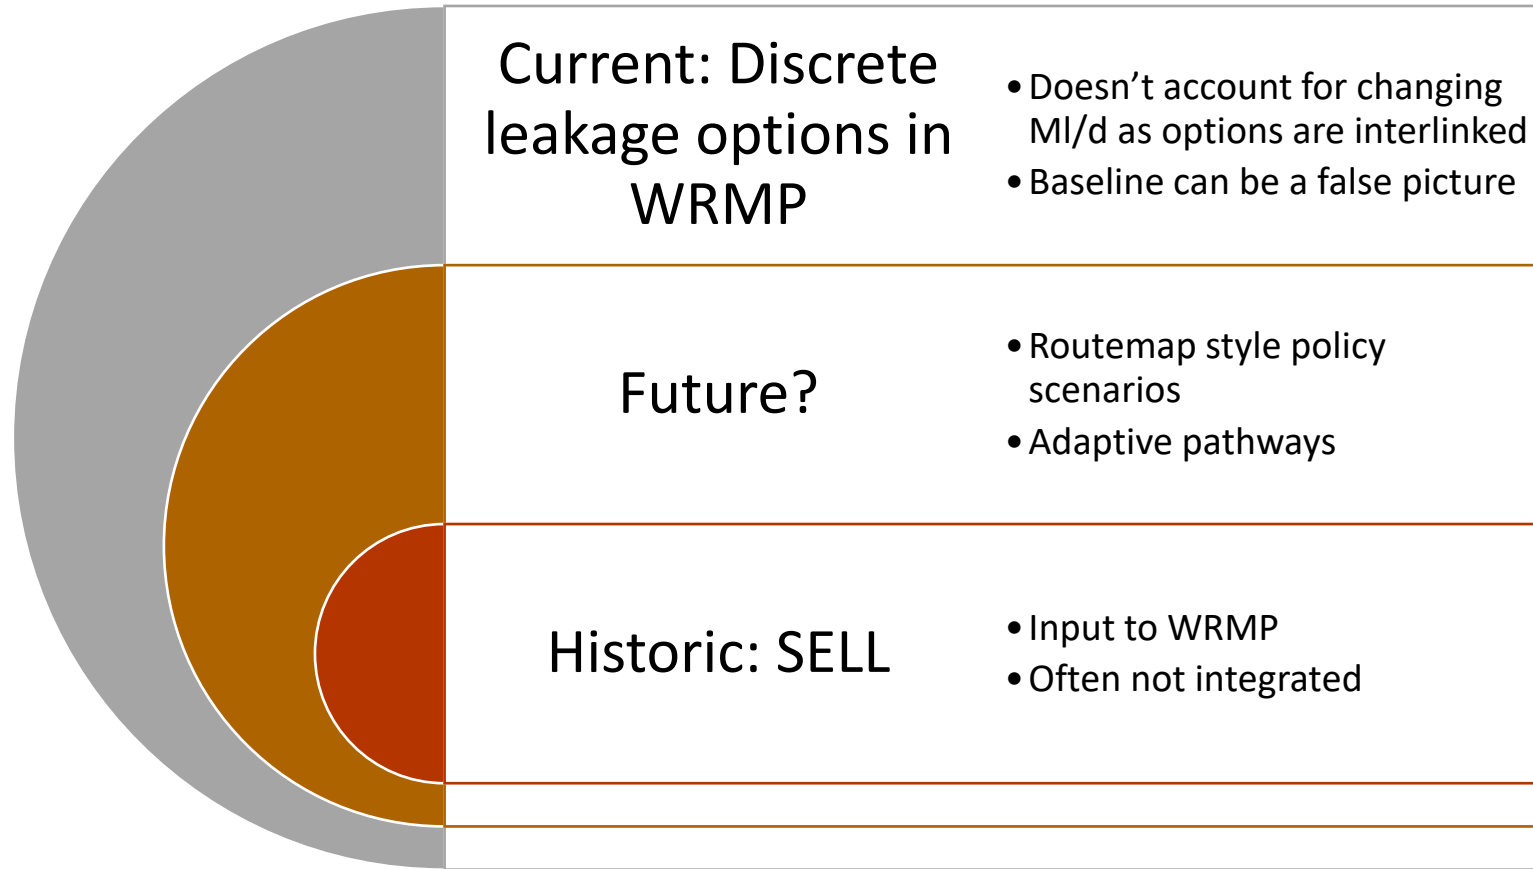 Current: Discrete
leakage options in
WRMP
•Doesn’t account for changing
Ml/d as options are interlinked
•Baseline can be a false picture
Future?
•Routemap style policy
scenarios
•Adaptive pathways
Historic: SELL
•Input to WRMP
•Often not integrated